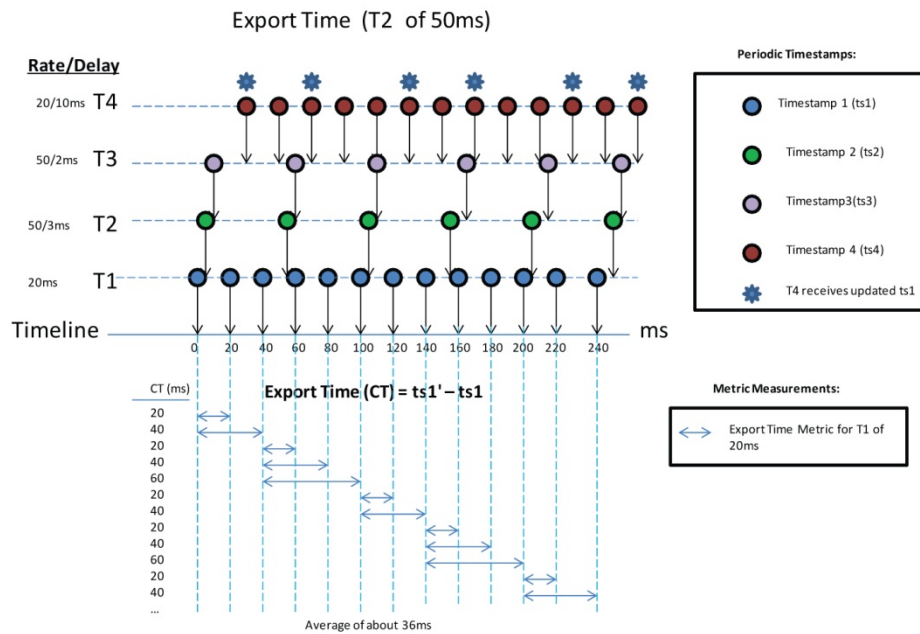 Export Time (T2 of 50ms)
Rate/Delay
20/10ms T4
50/2ms T3
50/3ms T2
20ms T1
Timeline
ms
0 20 40 60 80 100 120 140 160 180 200 220 240
Periodic Timestamps:
Timestamp 1 (ts1)
Timestamp 2 (ts2)
Timestamp3(ts3)
Timestamp 4 (ts4)
T4 receives updated ts1
CT (ms)
Export Time (CT) = ts1' – ts1
20
40
20
40
60
20
40
20
40
60
20
40
...
Average of about 36ms
Metric Measurements:
Export Time Metric for T1 of
20ms